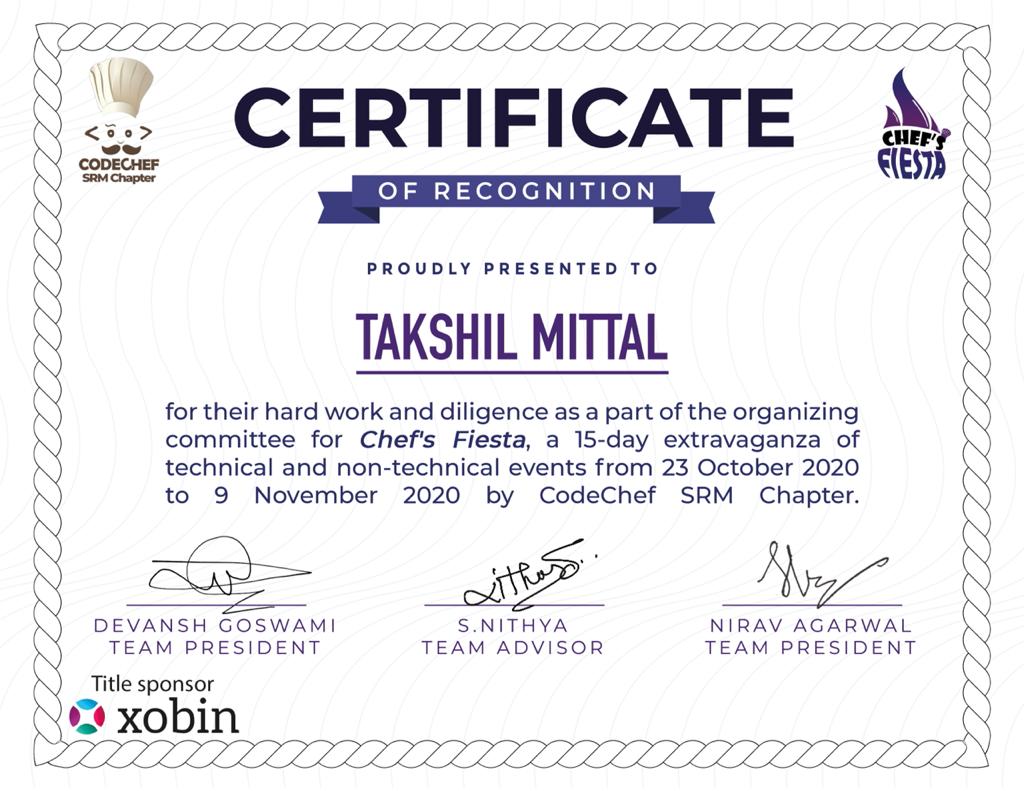 CERTIFICATE
OF RECOGNITION
CODECHEF
SRM Chapter
CHEF'S
FIESTA
PROUDLY PRESENTED TO
TAKSHIL MITTAL
for their hard work and diligence as a part of the organizing
committee for Chef's Fiesta, a 15-day extravaganza of
technical and non-technical events from 23 October 2020
to 9 November 2020 by CodeChef SRM Chapter.
DEVANSH GOSWAMI
TEAM PRESIDENT
S.NITHYA
TEAM ADVISOR
NIRAV AGARWAL
TEAM PRESIDENT
Title sponsor
xobin